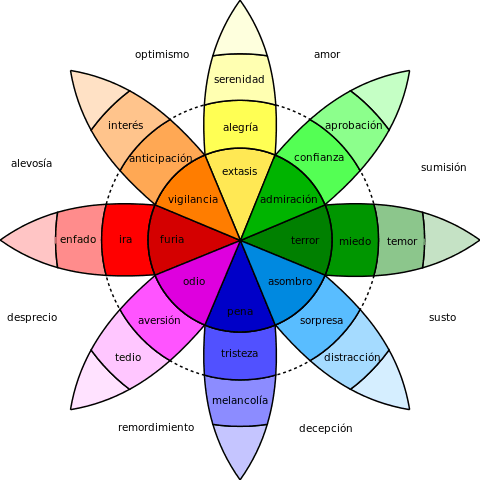 optimismo
amor
serenidad
interés
alegría
aprobación
anticipación
confianza
alevosía
extasis
sumisión
vigilancia
admiración
enfado
ira
furia
terror
miedo
temor
odio
asombro
desprecio
aversión
pena
sorpresa
susto
tedio
tristeza
distracción
melancolía
remordimiento
decepción